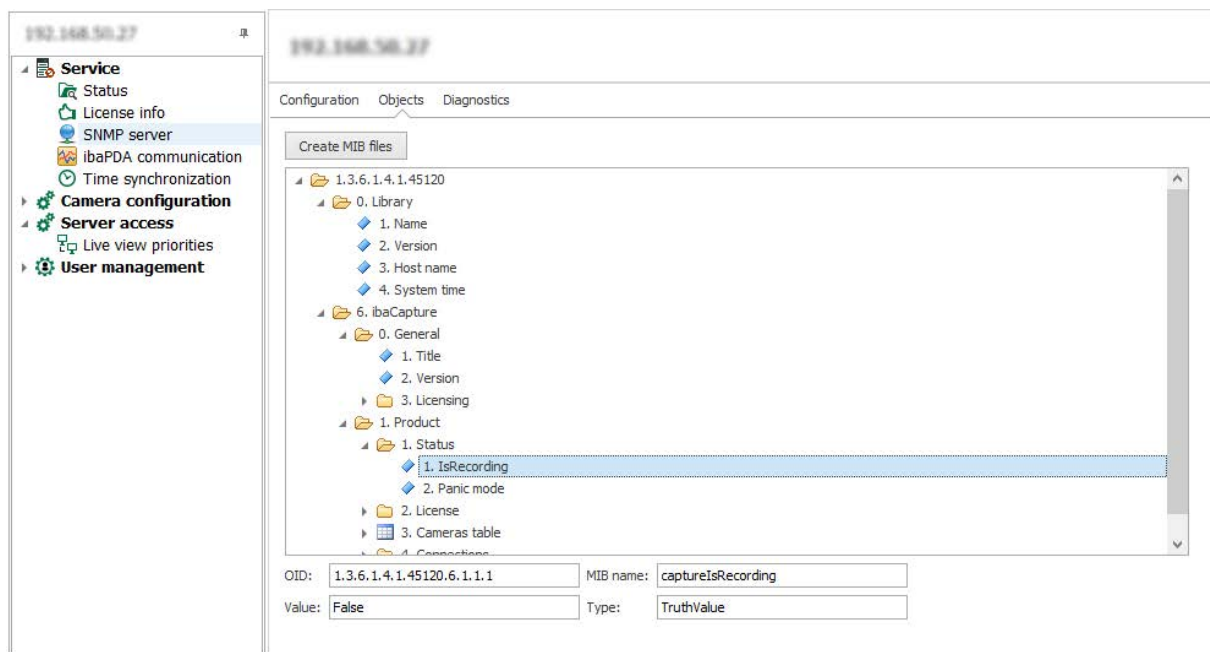 Service
Status
License info
SNMP server
ibaPDA communication
Time synchronization
Camera configuration
Server access
Live view priorities
User management
Configuration Objects Diagnostics
Create MIB files
1.3.6.1.4.1.45120
0. Library
1. Name
2. Version
3. Host name
4. System time
6. ibaCapture
0. General
1. Title
2. Version
3. Licensing
1. Product
1. Status
1. IsRecording
2. Panic mode
2. License
3. Cameras table
4. Connections
OID: 1.3.6.1.4.1.45120.6.1.1.1 MIB name: captureIsRecording
Value: False Type: TruthValue